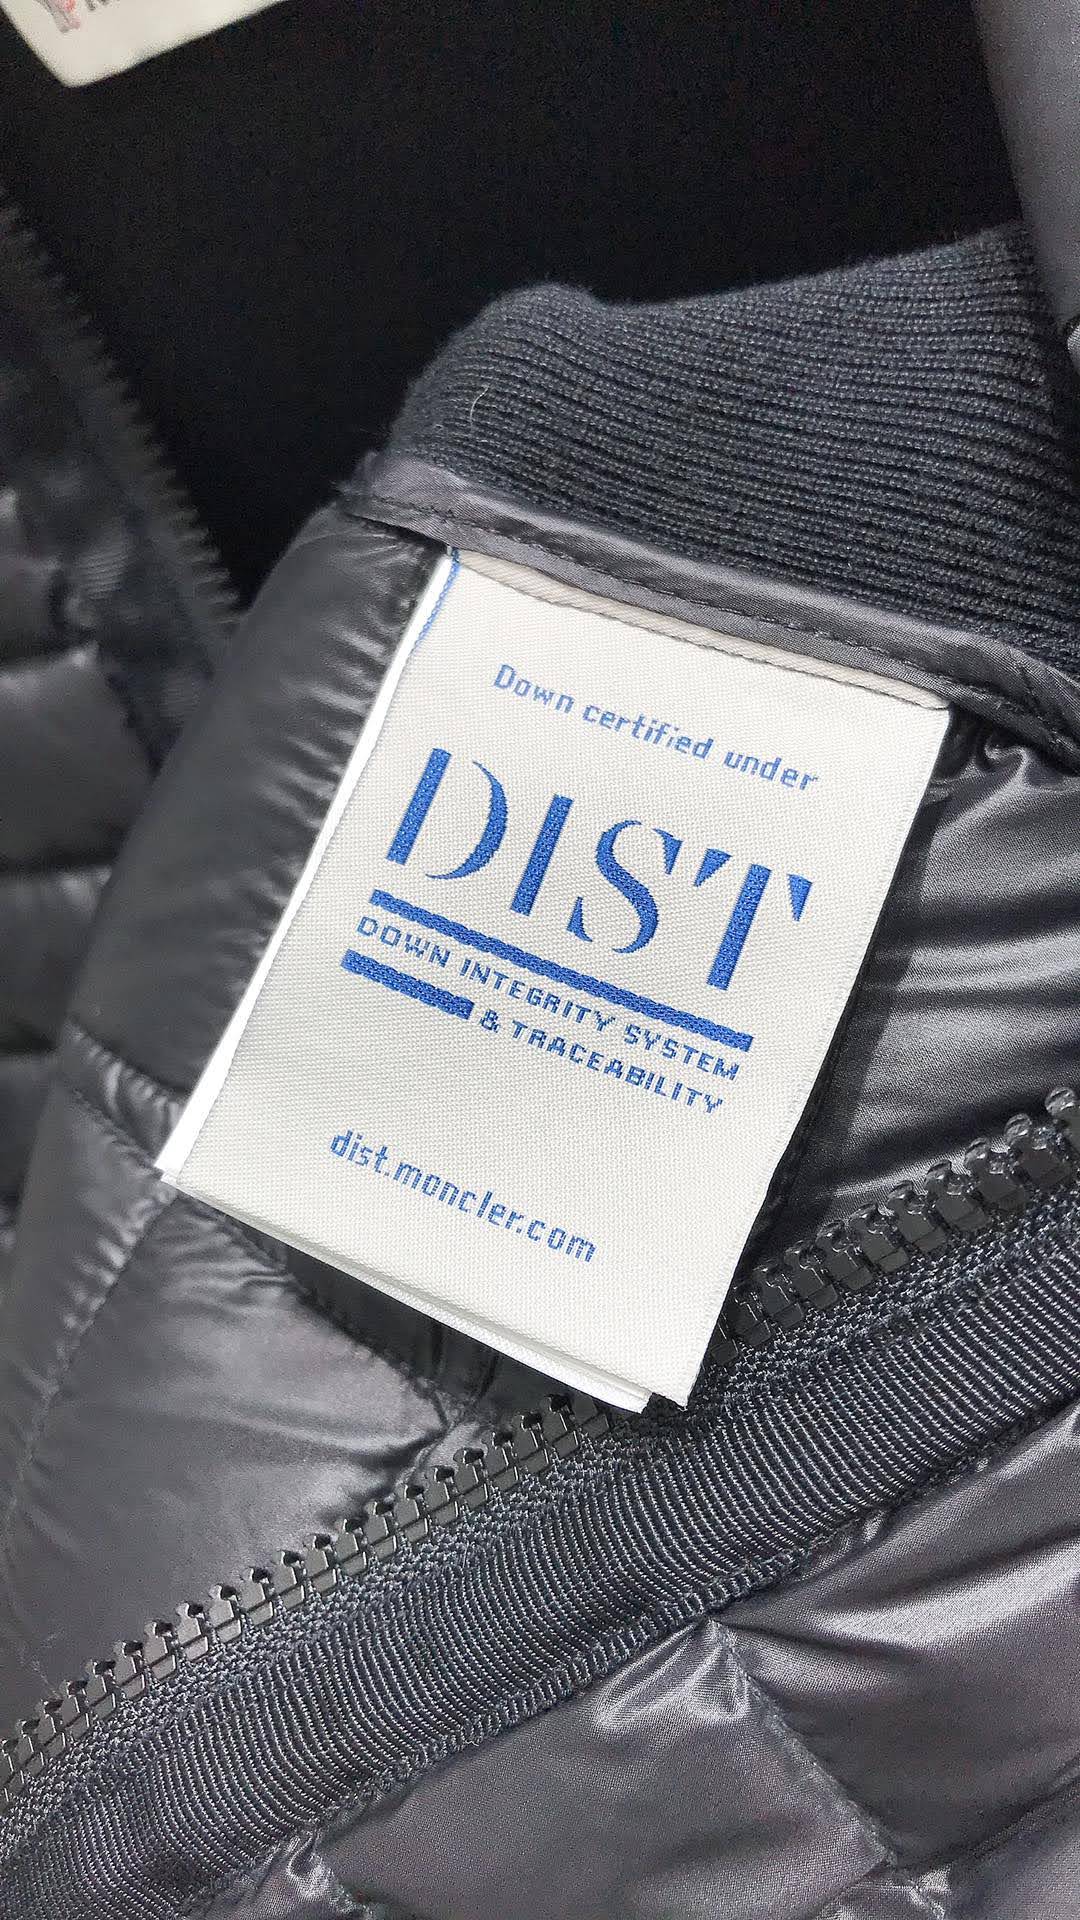 Down certified under
DIST
DOWN INTEGRITY SYSTEM
& TRACEABILITY
dist.moncler.com